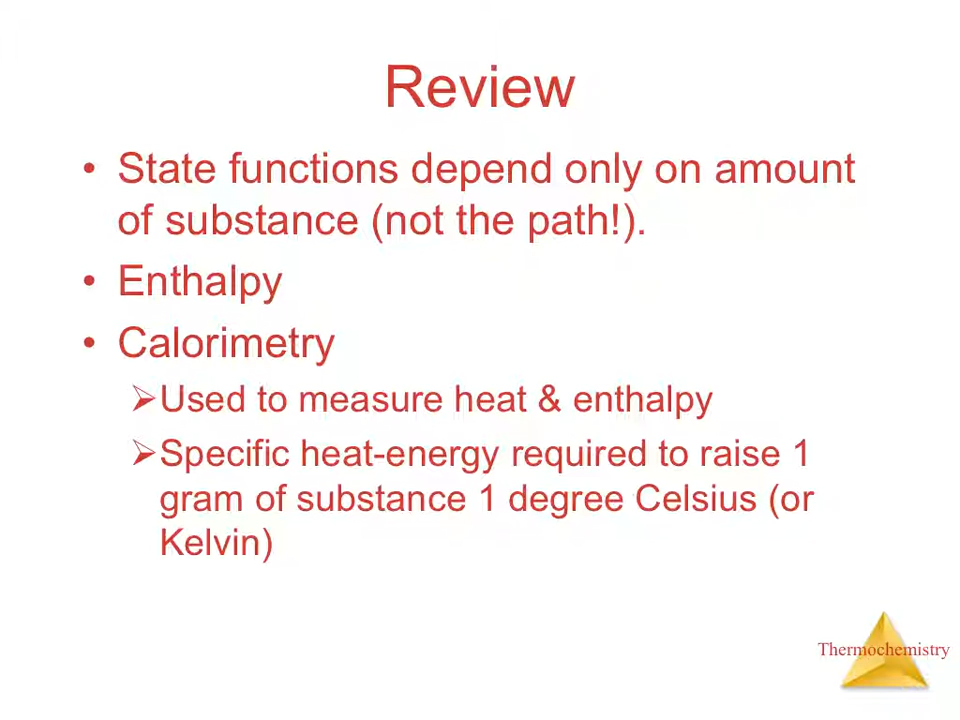 Review
• State functions depend only on amount
of substance (not the path!).
• Enthalpy
• Calorimetry
➢Used to measure heat & enthalpy
➢Specific heat-energy required to raise 1
gram of substance 1 degree Celsius (or
Kelvin)
Thermochemistry